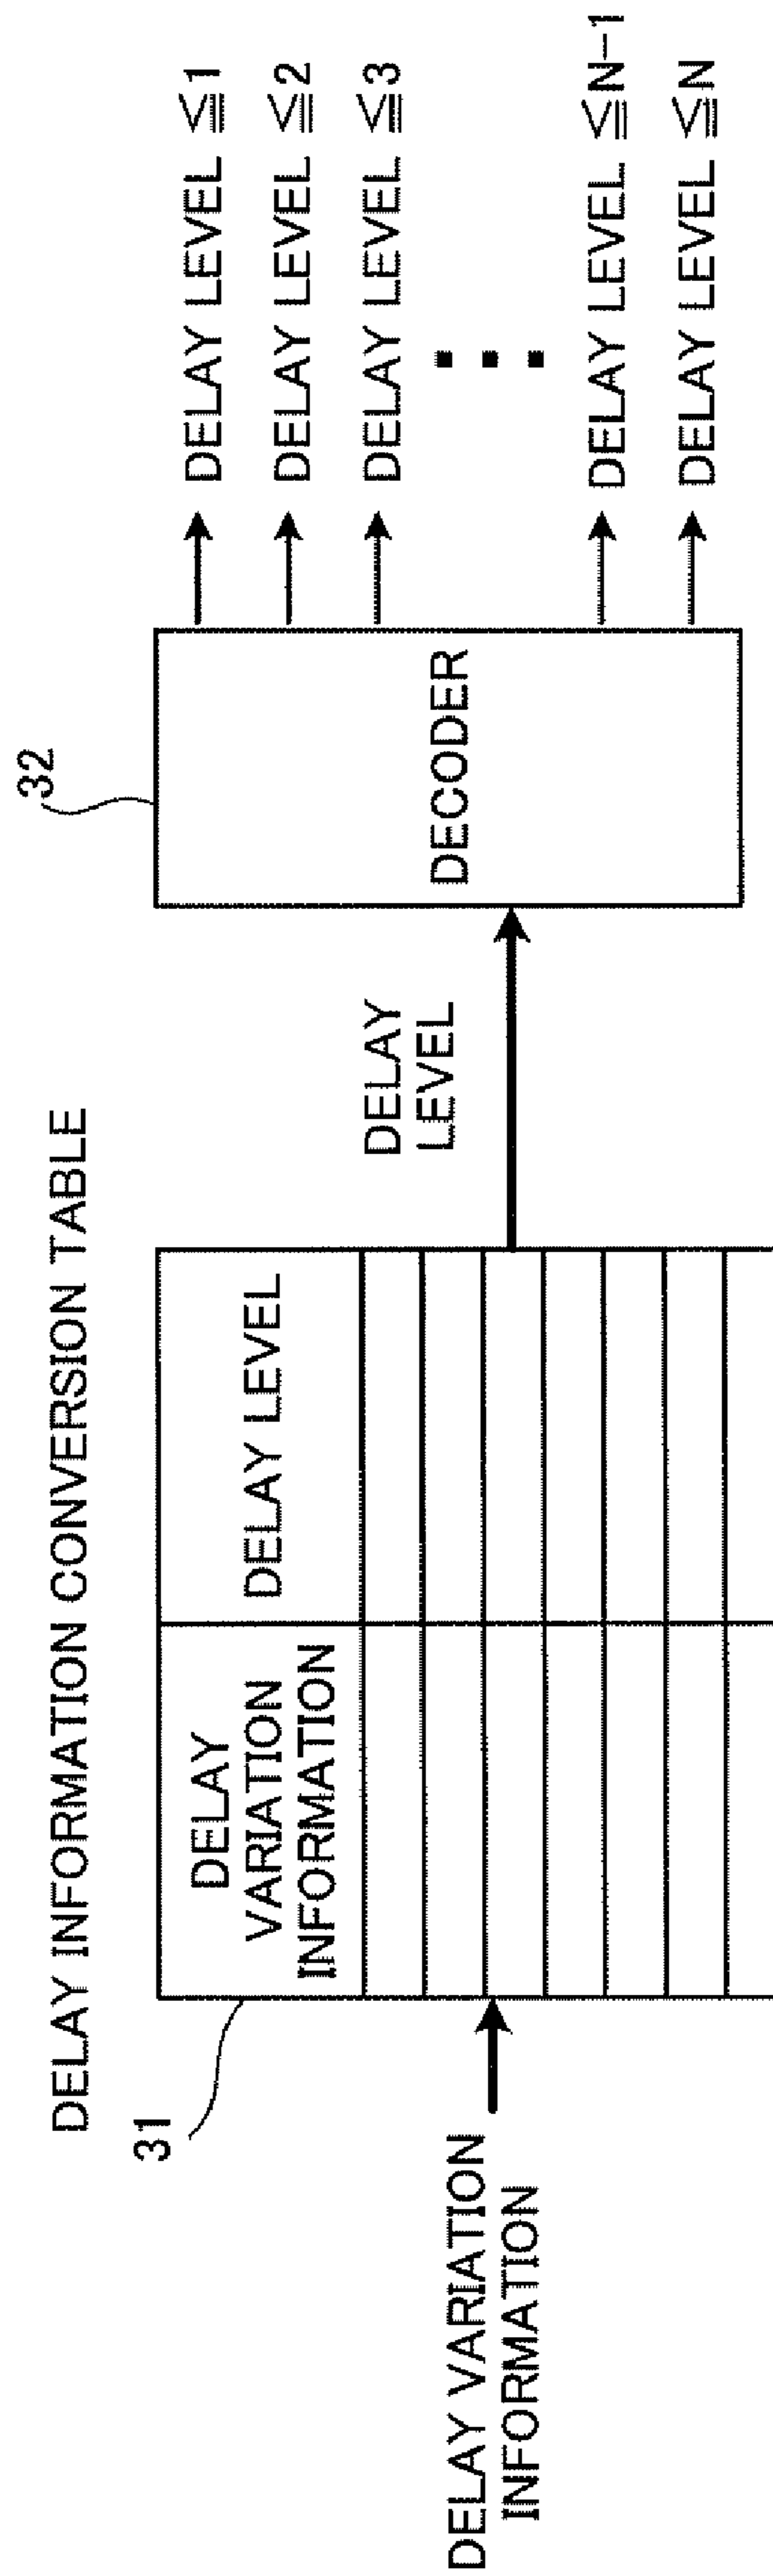 DELAY INFORMATION CONVERSION TABLE
31
DELAY
VARIATION
INFORMATION
DELAY LEVEL
DELAY VARIATION
INFORMATION
DELAY
LEVEL
32
DECODER
DELAY LEVEL ≦1
DELAY LEVEL ≦2
DELAY LEVEL ≦3
DELAY LEVEL ≦N-1
DELAY LEVEL ≦N